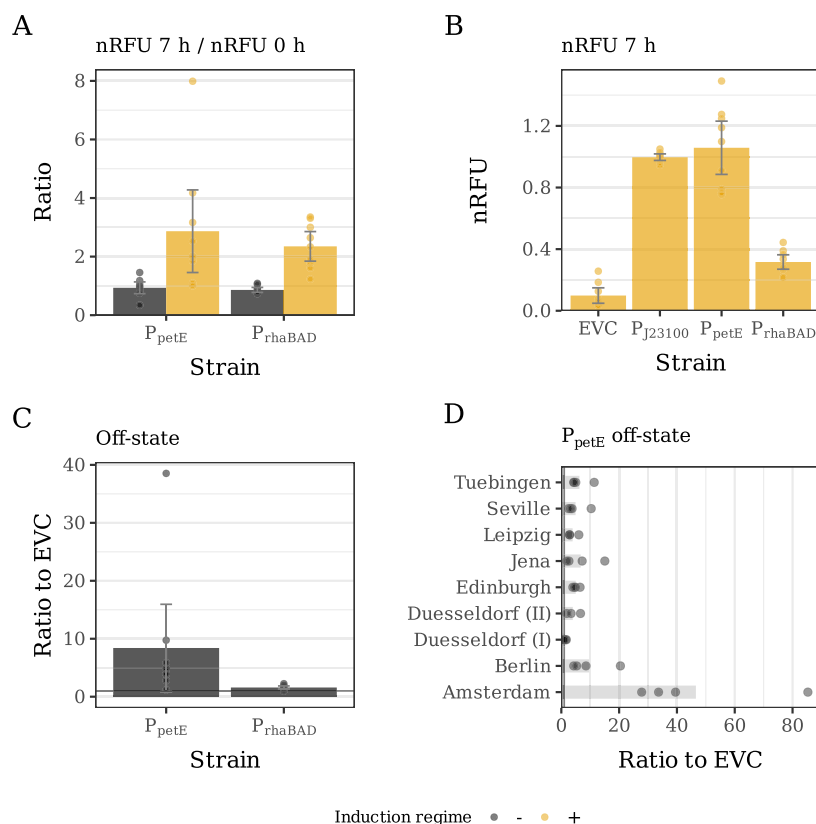 A
nRFU 7 h / nRFU 0 h
Ratio
8
6
4
2
0
PpetE
PrhaBAD
Strain
B
nRFU 7 h
nRFU
1.2
0.8
0.4
0.0
EVC
PJ23100
PpetE
PrhaBAD
Strain
C
Off-state
Ratio to EVC
40
30
20
10
0
PpetE
PrhaBAD
Strain
D
PpetE off-state
Tuebingen
Seville
Leipzig
Jena
Edinburgh
Duesseldorf (II)
Duesseldorf (I)
Berlin
Amsterdam
0 20 40 60 80
Ratio to EVC
Induction regime - +